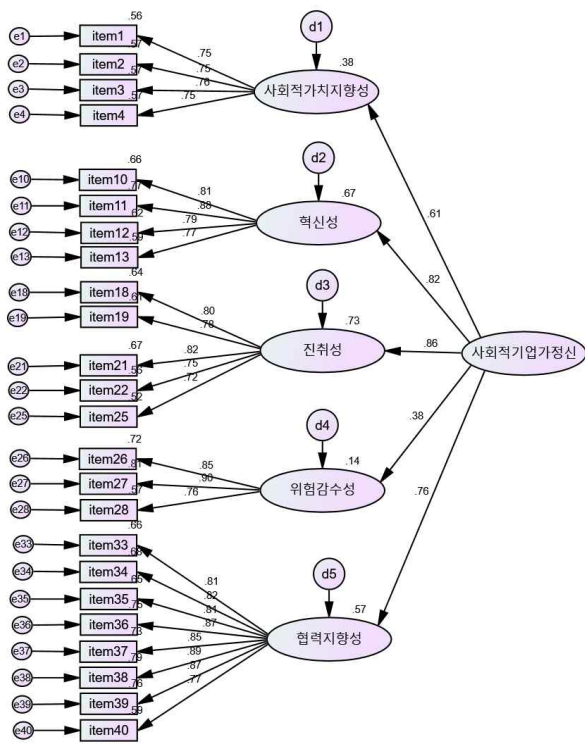 d1
.56
e1 item1
.57
.75
.38
e2 item2
.57
.75
e3 item3
.76
사회적가치지향성
.57
.75
e4 item4
d2
.66
e10 item10
.77
.81
.67
.61
e11 item11
.88
.62
혁신성
e12 item12
.79
.59
.77
e13 item13
.82
.64
d3
e18 item18
.61
.80
.73
e19 item19
.78
진취성
.86
사회적기업가정신
.67
e21 item21
.82
.55
.75
e22 item22
.52
.72
e25 item25
.38
d4
.72
e26 item26
.81
.85
.14
e27 item27
.90
위험감수성
.57
.76
e28 item28
.76
.66
e33 item33
.81
e34 item34
.82
.65
d5
e35 item35
.81
.75
.57
e36 item36
.87
협력지향성
.73
e37 item37
.85
.79
e38 item38
.89
.76
e39 item39
.87
.59
.77
e40 item40